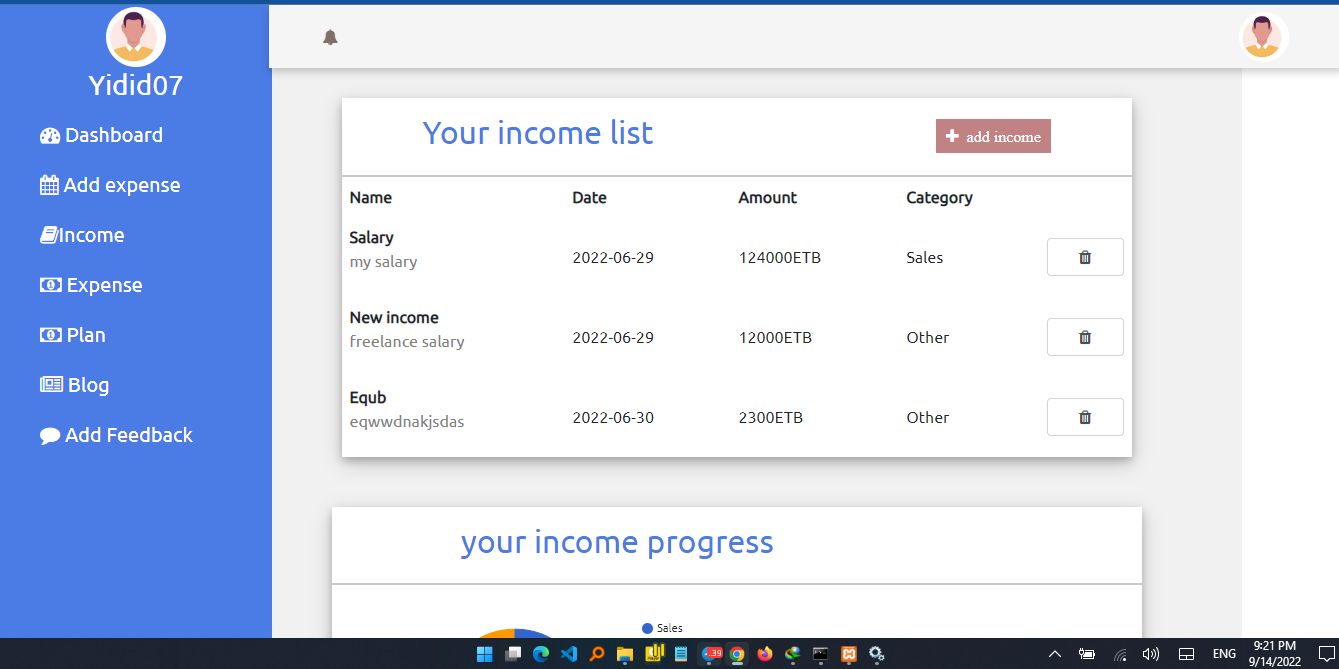 Yidid07
Dashboard
Add expense
Income
Expense
Plan
Blog
Add Feedback
Your income list
add income
Name Date Amount Category
Salary
my salary
2022-06-29 124000ETB Sales
New income
freelance salary
2022-06-29 12000ETB Other
Equb
eqwwdnakjsdas
2022-06-30 2300ETB Other
your income progress
Sales
39
ENG
9:21 PM
9/14/2022